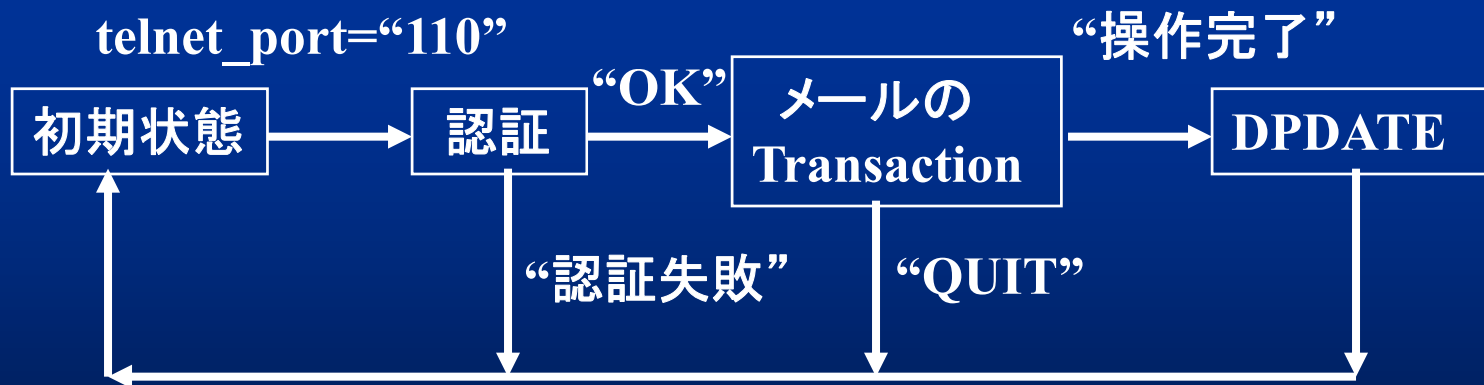 telnet_port=“110”
“操作完了”
“OK”
初期状態
認証
メールの
Transaction
DPDATE
“認証失敗”
“QUIT”